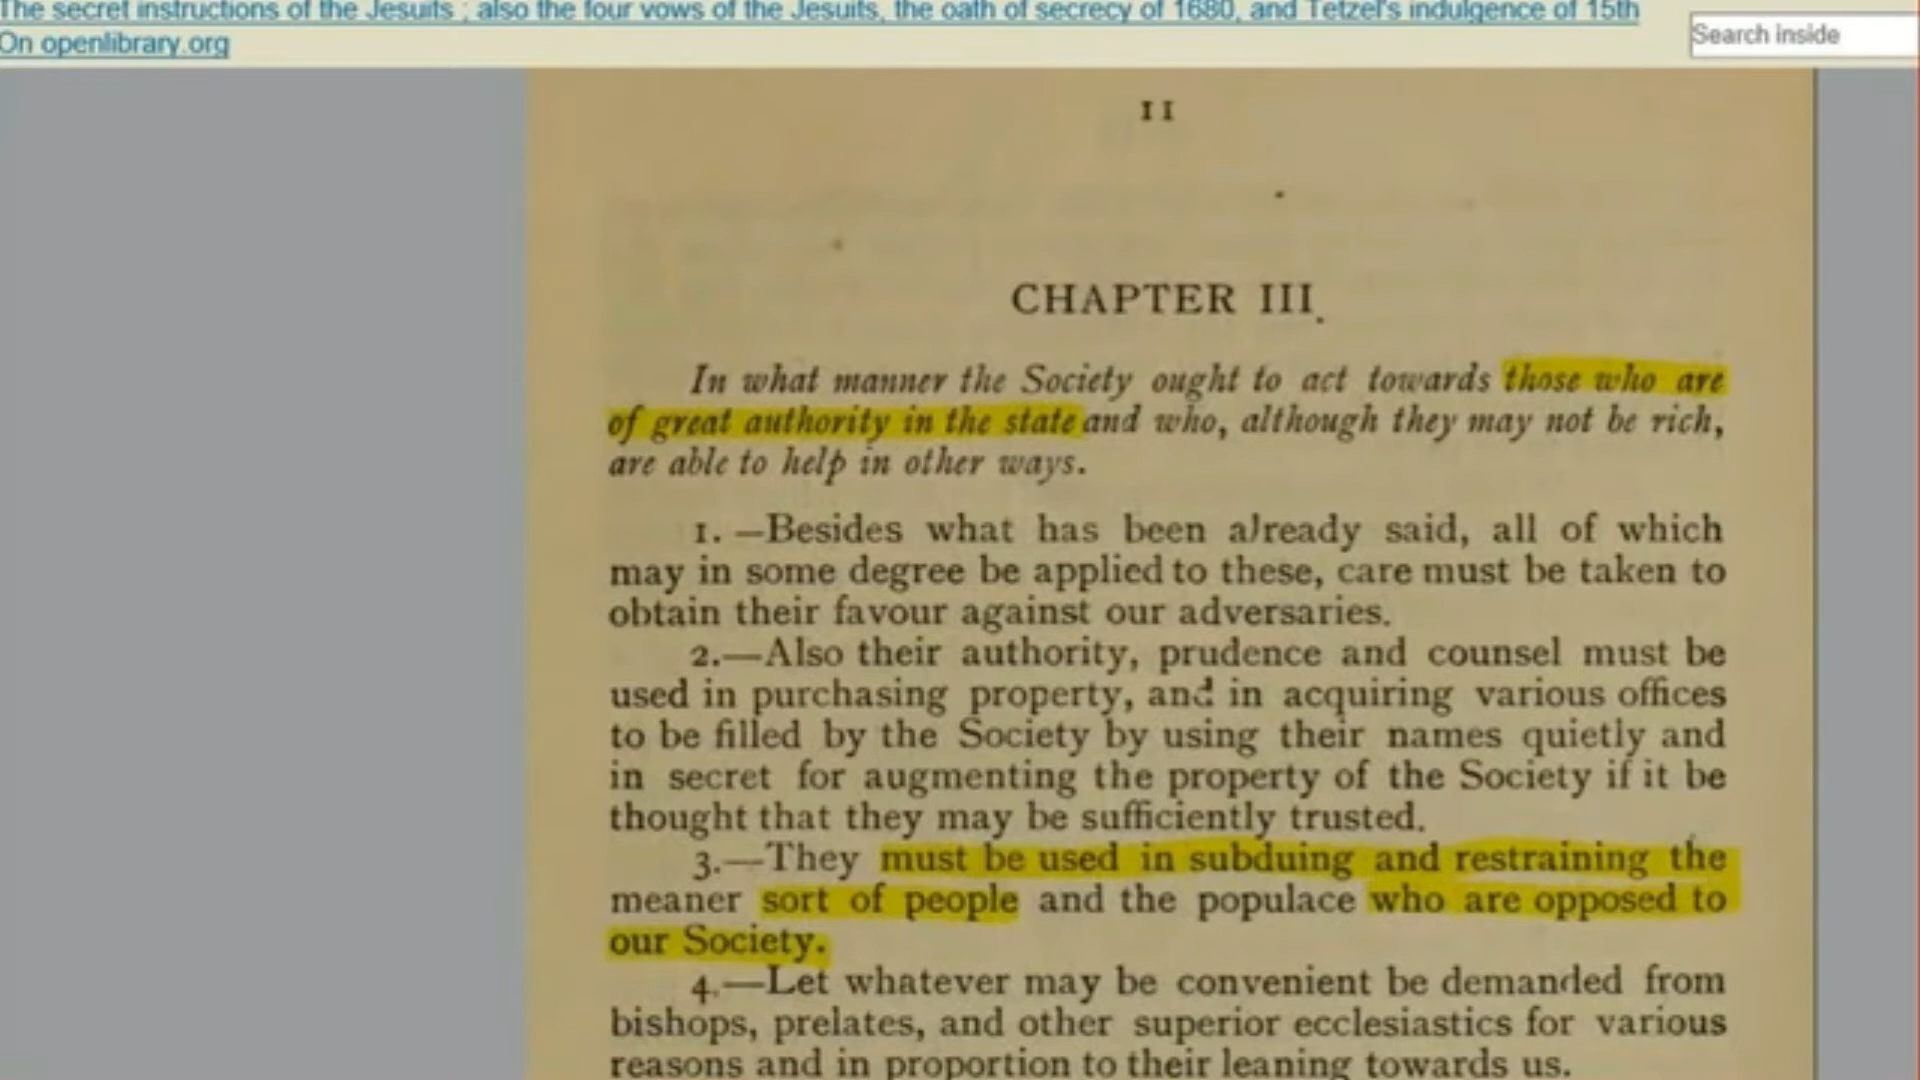 The secret instructions of the Jesuits ; also the four vows of the Jesuits, the oath of secrecy of 1680, and Tetzel's indulgence of 15th
On openlibrary.org
Search inside
11
CHAPTER III.
In what manner the Society ought to act towards those who are
of great authority in the state and who, although they may not be rich,
are able to help in other ways.
1. —Besides what has been already said, all of which
may in some degree be applied to these, care must be taken to
obtain their favour against our adversaries.
2.—Also their authority, prudence and counsel must be
used in purchasing property, and in acquiring various offices
to be filled by the Society by using their names quietly and
in secret for augmenting the property of the Society if it be
thought that they may be sufficiently trusted.
3.—They must be used in subduing and restraining the
meaner sort of people and the populace who are opposed to
our Society.
4.—Let whatever may be convenient be demanded from
bishops, prelates, and other superior ecclesiastics for various
reasons and in proportion to their leaning towards us.